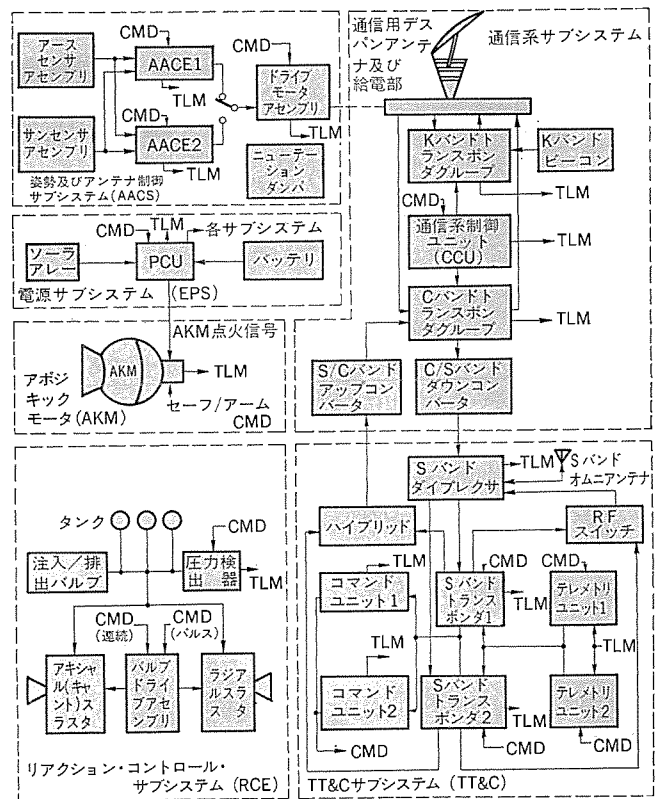 アース
センサ
アセンブリ
サンセンサ
アセンブリ
CMD
AACE1
TLM
CMD
AACE2
TLM
CMD
ドライブ
モータ
アセンブリ
TLM
ニューテー
ション
ダンパ
姿勢及びアンテナ制御
サブシステム(AACS)
CMD
TLM
各サブシステム
ソーラ
アレー
PCU
バッテリ
電源サブシステム (EPS)
AKM点火信号
AKM
TLM
アポジ
キック
モータ(AKM)
セーフ/アーム
CMD
通信用デス
パンアンテ
ナ及び
給電部
通信系サブシステム
Kバンドト
ランスポン
ダグループ
Kバンド
ビーコン
TLM
CMD
通信系制御
ユニット
(CCU)
TLM
Cバンドト
ランスポン
ダグループ
TLM
S/Cバンド
アップコン
バータ
C/Sバンド
ダウンコン
バータ
タンク
注入/排
出バルブ
圧力検
出器
CMD
TLM
CMD
(連続)
CMD
(パルス)
アキシャ
ル(キャ
ント)ス
ラスタ
バルブ
ドライ
ブアセ
ンブリ
ラジア
ルスラ
スタ
リアクション・コントロール・
サブシステム(RCE)
Sバンド
ダイプレクサ
TLM
Sバンド
オムニアンテナ
ハイブリッド
RF
スイッチ
TLM
コマンド
ユニット1
CMD
Sバンド
トランス
ポンダ1
TLM
CMD
テレメトリ
ユニット1
TLM
TLM
コマンド
ユニット2
CMD
Sバンド
トランス
ポンダ2
TLM
CMD
テレメトリ
ユニット2
CMD
TT&Cサブシステム(TT&C)